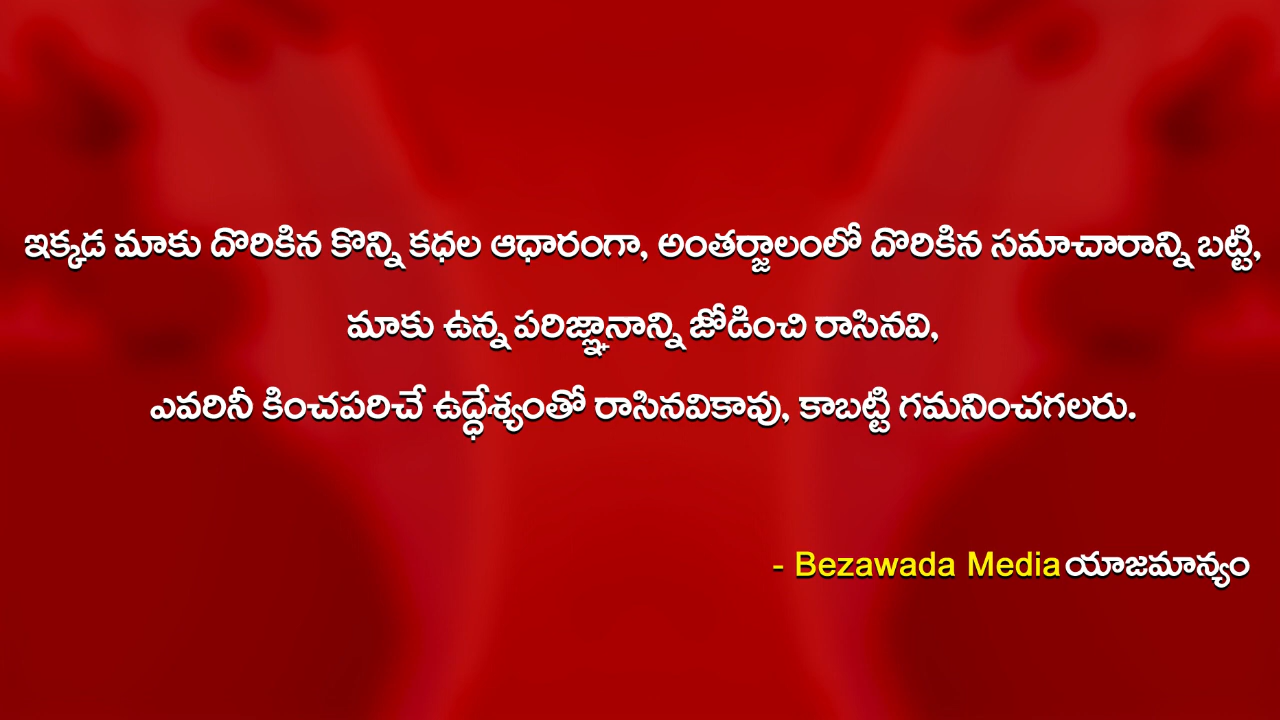 ఇక్కడ మాకు దొరికిన కొన్ని కధల ఆధారంగా, అంతర్జాలంలో దొరికిన సమాచారాన్ని బట్టి,
మాకు ఉన్న పరిజ్ఞానాన్ని జోడించి రాసినవి,
ఎవరినీ కించపరిచే ఉద్ధేశ్యంతో రాసినవికావు, కాబట్టి గమనించగలరు.
- Bezawada Media యాజమాన్యం